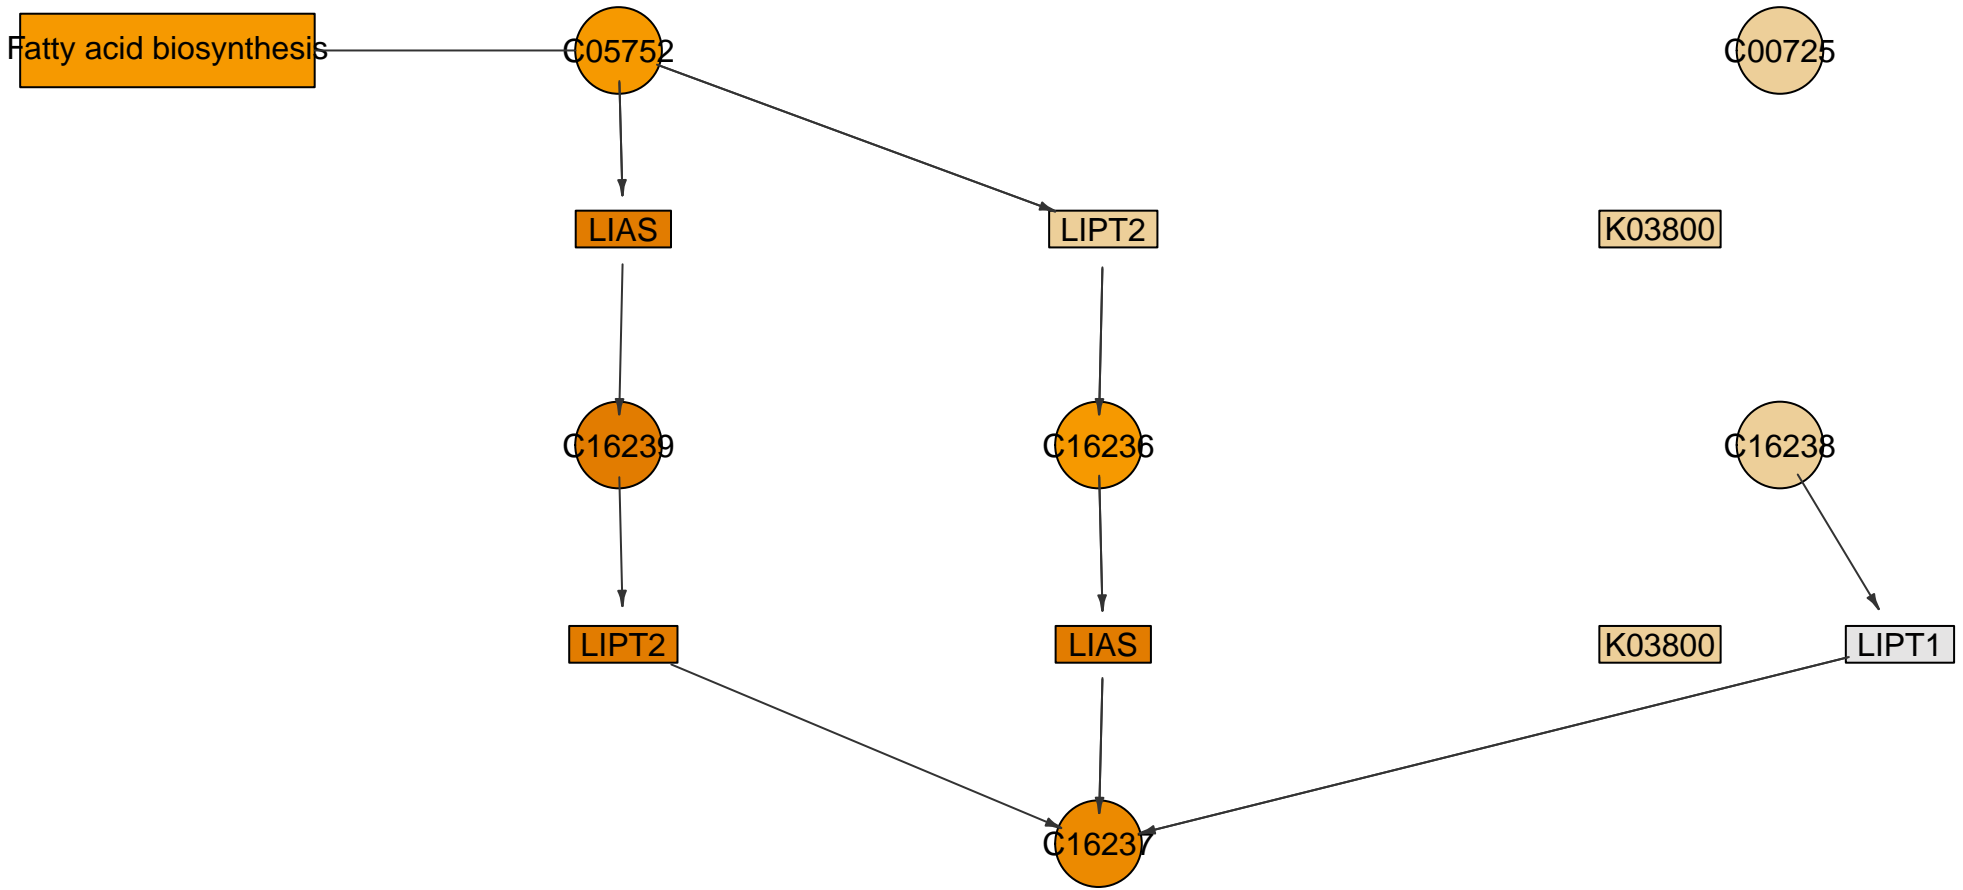 Fatty acid biosynthesis
C05752
C00725
LIAS
LIPT2
K03800
C16239
C16236
C16238
LIPT2
LIAS
K03800
LIPT1
C16237